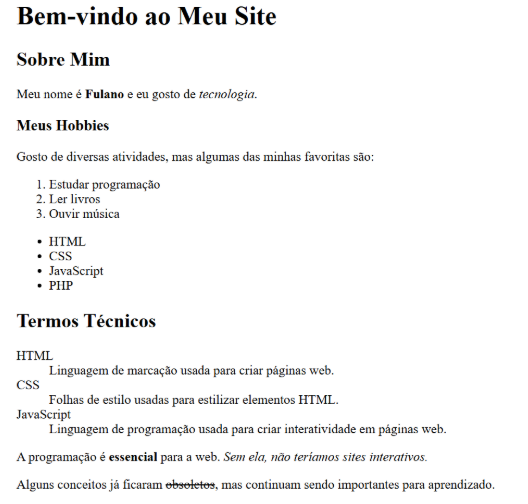 Bem-vindo ao Meu Site
Sobre Mim
Meu nome é Fulano e eu gosto de tecnologia.
Meus Hobbies
Gosto de diversas atividades, mas algumas das minhas favoritas são:
1. Estudar programação
2. Ler livros
3. Ouvir música
• HTML
• CSS
• JavaScript
• PHP
Termos Técnicos
HTML
Linguagem de marcação usada para criar páginas web.
CSS
Folhas de estilo usadas para estilizar elementos HTML.
JavaScript
Linguagem de programação usada para criar interatividade em páginas web.
A programação é essencial para a web. Sem ela, não teríamos sites interativos.
Alguns conceitos já ficaram obsoletos, mas continuam sendo importantes para aprendizado.